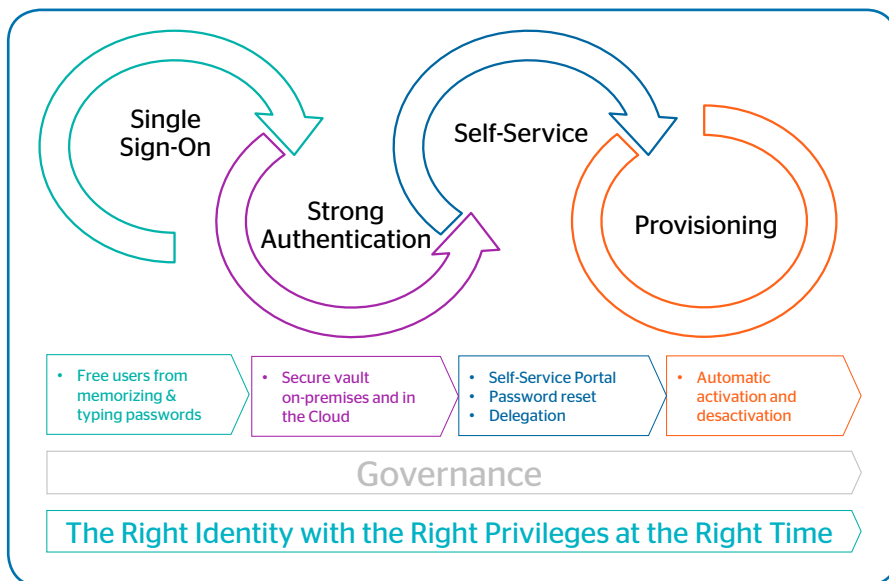 Single
Sign-On
Strong
Authentication
Self-Service
Provisioning
• Free users from
memorizing &
typing passwords
• Secure vault
on-premises and in
the Cloud
• Self-Service Portal
• Password reset
• Delegation
• Automatic
activation and
desactivation
Governance
The Right Identity with the Right Privileges at the Right Time